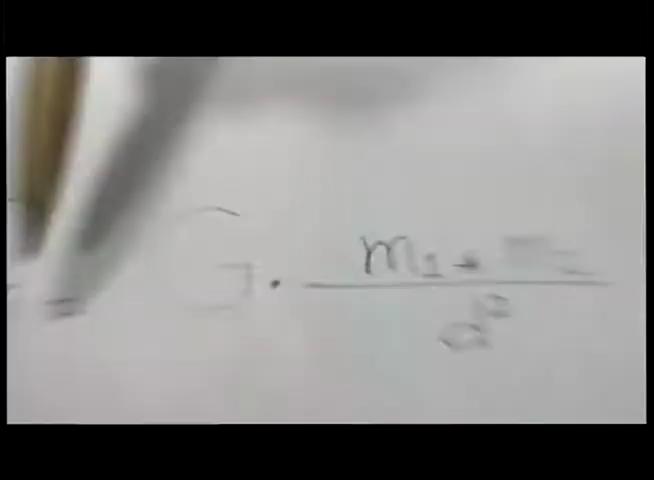 = G · m₁ · m₂
d²